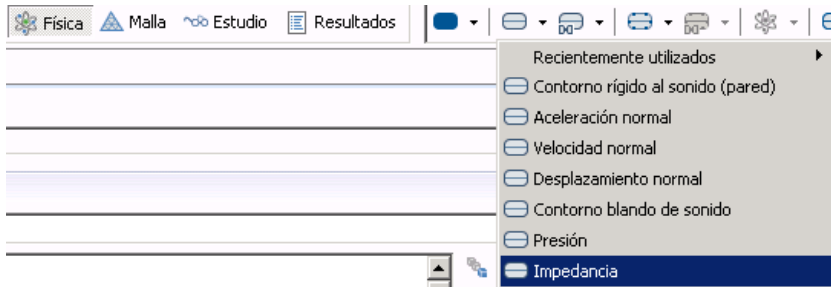 Física Malla Estudio Resultados
Recientemente utilizados
Contorno rígido al sonido (pared)
Aceleración normal
Velocidad normal
Desplazamiento normal
Contorno blando de sonido
Presión
Impedancia